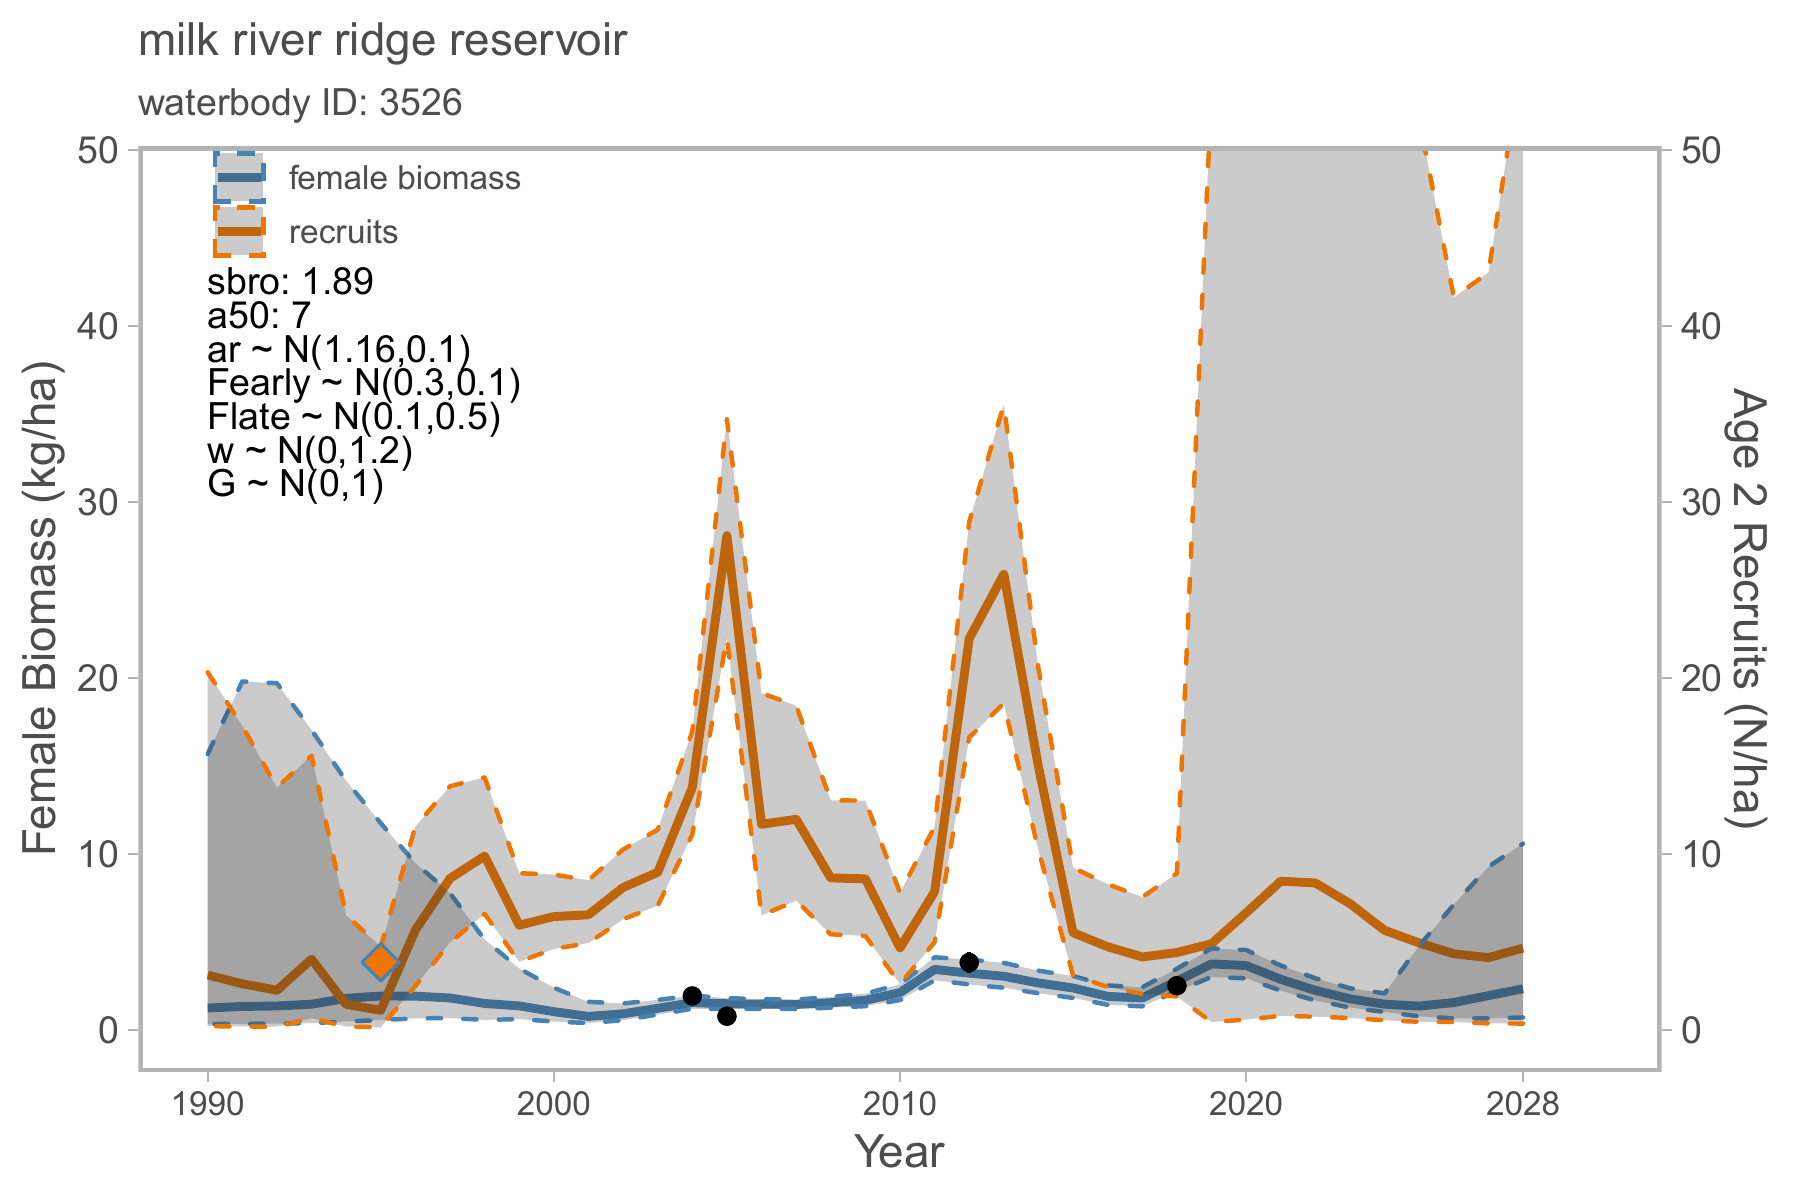 milk river ridge reservoir
waterbody ID: 3526
female biomass
recruits
sbro: 1.89
a50: 7
ar ~ N(1.16,0.1)
Fearly ~ N(0.3,0.1)
Flate ~ N(0.1,0.5)
w ~ N(0,1.2)
G ~ N(0,1)
Female Biomass (kg/ha)
50
40
30
20
10
0
50
40
30
20
10
0
Age 2 Recruits (N/ha)
1990 2000 2010 2020 2028
Year